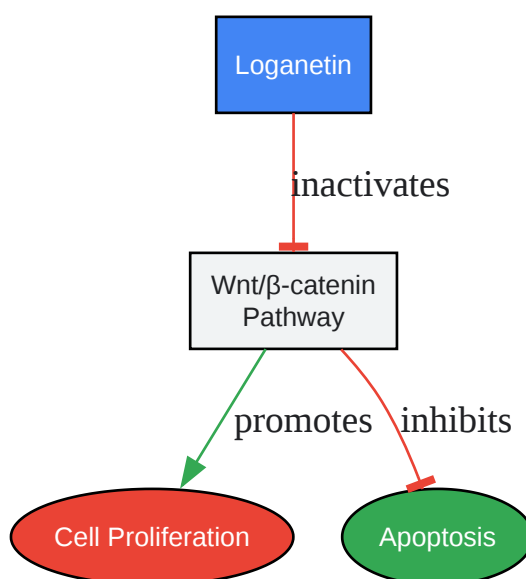 Loganetin
inactivates
Wnt/β-catenin
Pathway
promotes
inhibits
Cell Proliferation
Apoptosis